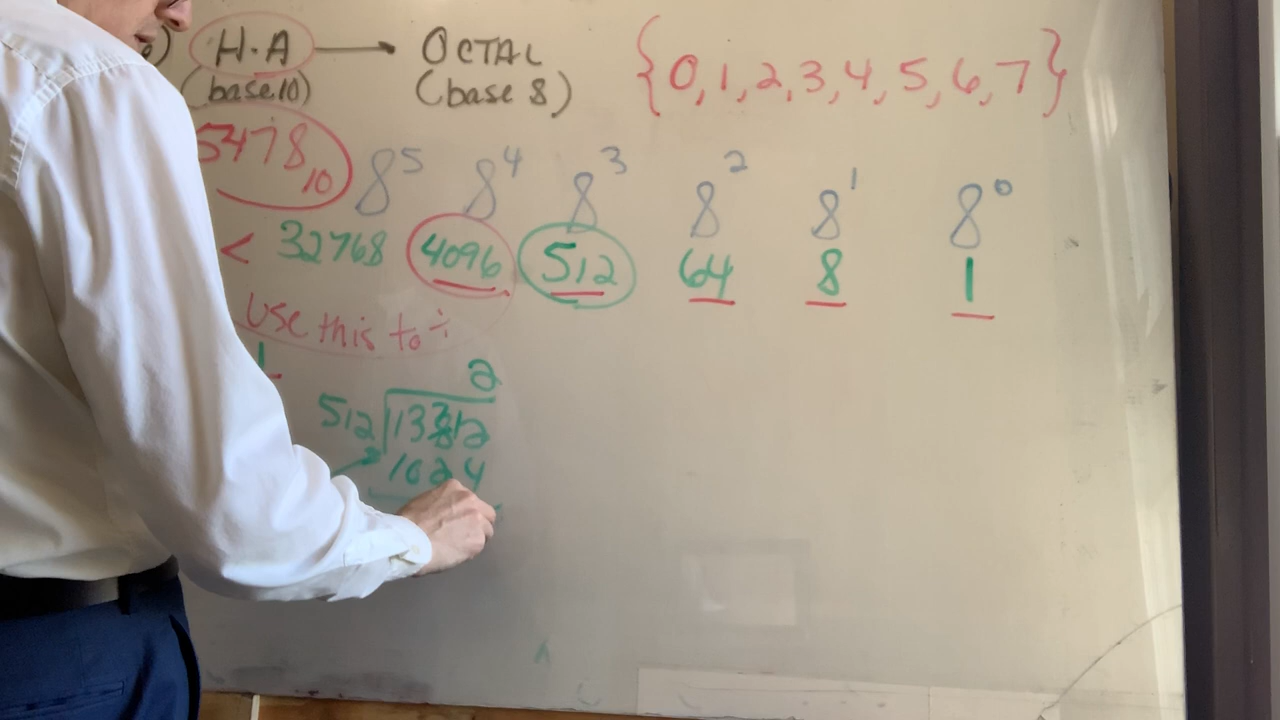 H-A → OCTAL {0,1,2,3,4,5,6,7}
(base 10) (base 8)
5478₁₀ 8⁵ 8⁴ 8³ 8² 8¹ 8⁰
< 32768 4096 512 64 8 1
Use this to ÷
1
2
512
1024